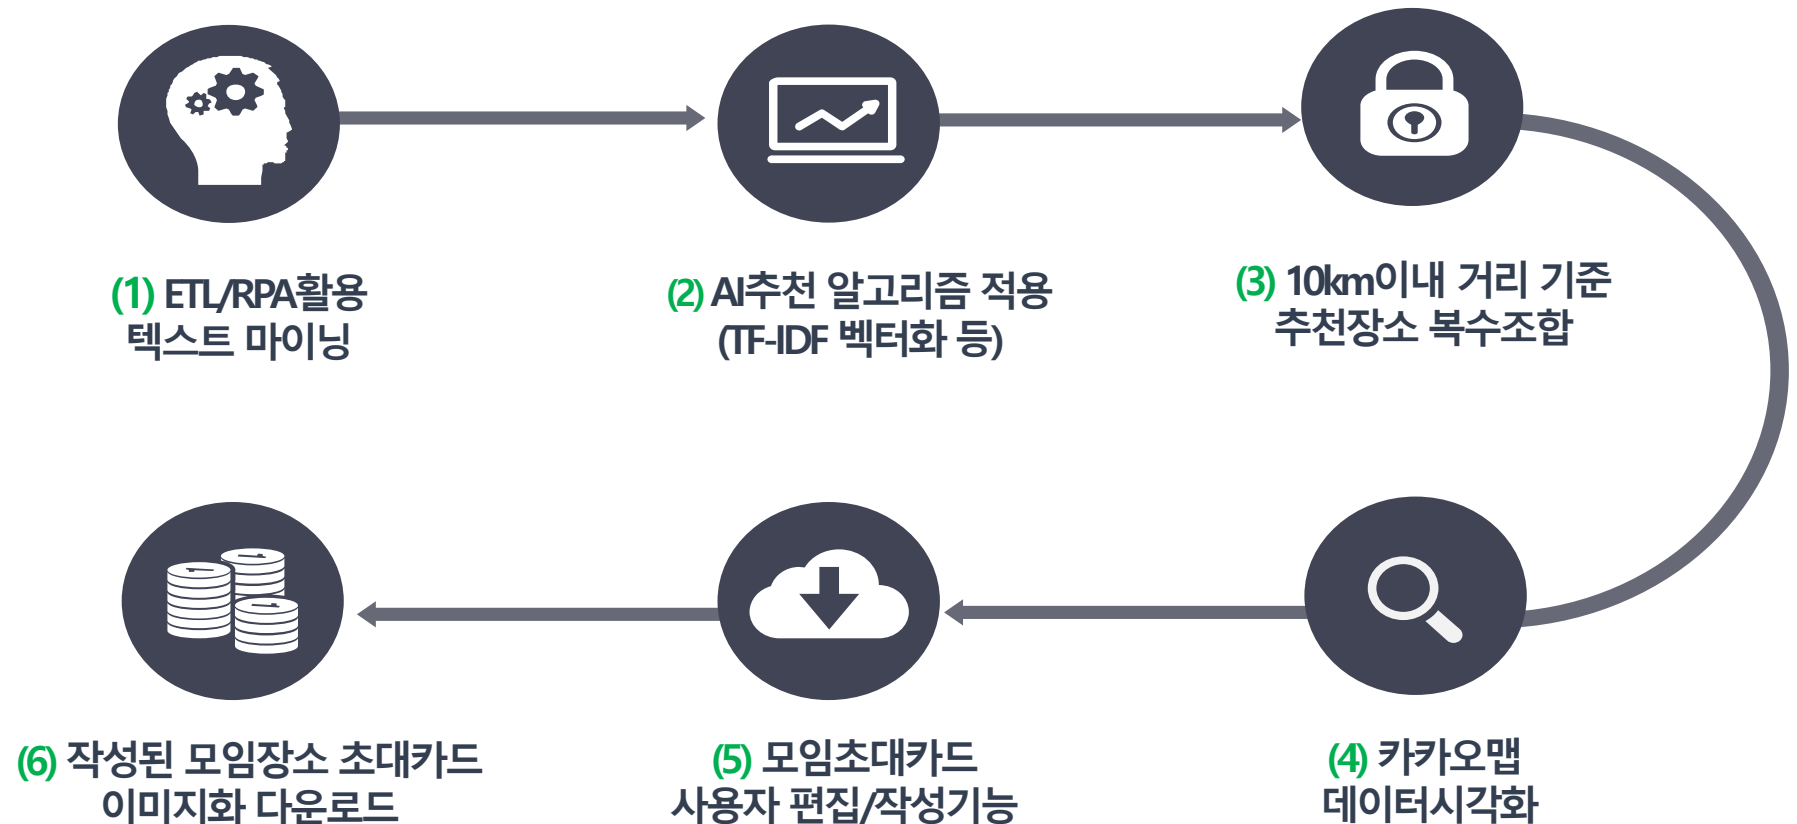 (1) ETL/RPA활용
텍스트 마이닝
(2) AI추천 알고리즘 적용
(TF-IDF 벡터화 등)
(3) 10km이내 거리 기준
추천장소 복수조합
(4) 카카오맵
데이터시각화
(5) 모임초대카드
사용자 편집/작성기능
(6) 작성된 모임장소 초대카드
이미지화 다운로드